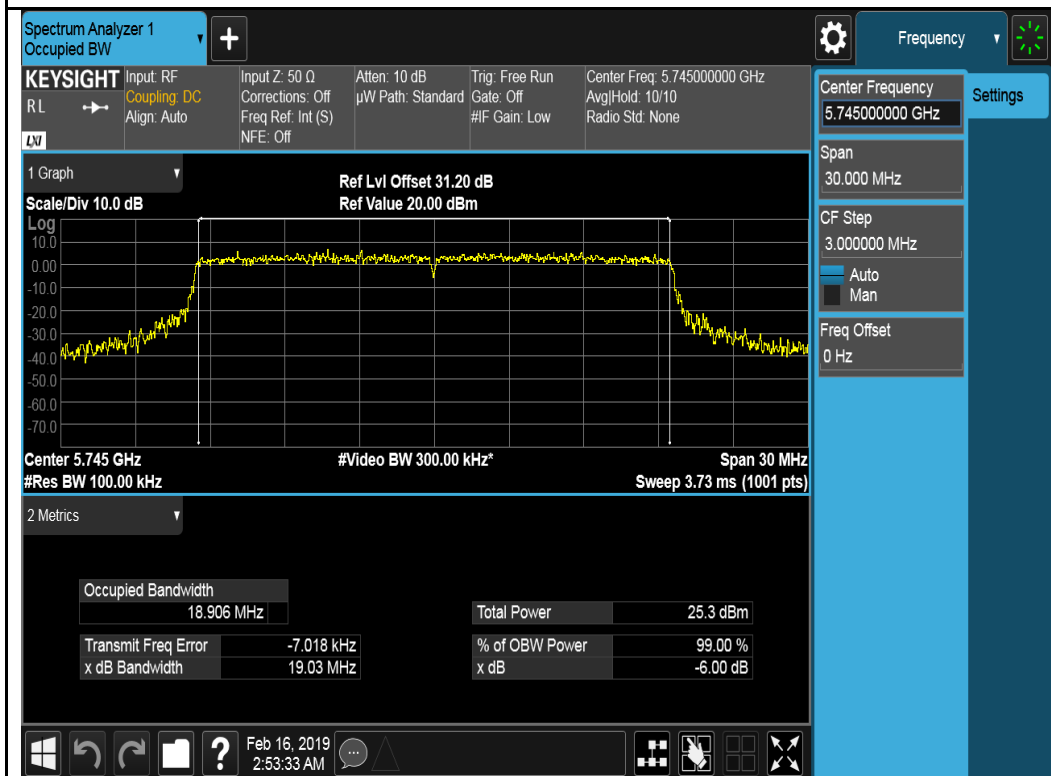 Spectrum Analyzer 1
Occupied BW
+
Frequency
KEYSIGHT
R L
LXI
Input: RF
Coupling: DC
Align: Auto
Input Z: 50 Ω
Corrections: Off
Freq Ref: Int (S)
NFE: Off
Atten: 10 dB
µW Path: Standard
Trig: Free Run
Gate: Off
#IF Gain: Low
Center Freq: 5.745000000 GHz
Avg|Hold: 10/10
Radio Std: None
Center Frequency
5.745000000 GHz
Settings
Span
30.000 MHz
CF Step
3.000000 MHz
Auto
Man
Freq Offset
0 Hz
1 Graph
Scale/Div 10.0 dB
Ref Lvl Offset 31.20 dB
Ref Value 20.00 dBm
Log
10.0
0.00
-10.0
-20.0
-30.0
-40.0
-50.0
-60.0
-70.0
Center 5.745 GHz
#Video BW 300.00 kHz*
Span 30 MHz
#Res BW 100.00 kHz
Sweep 3.73 ms (1001 pts)
2 Metrics
Occupied Bandwidth
18.906 MHz
Total Power 25.3 dBm
Transmit Freq Error -7.018 kHz
% of OBW Power 99.00 %
x dB Bandwidth 19.03 MHz
x dB -6.00 dB
?
Feb 16, 2019
2:53:33 AM